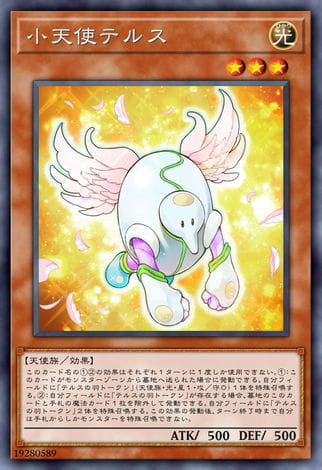 小天使テルス
光
【天使族／効果】
このカード名の①②の効果はそれぞれ１ターンに１度しか使用できない。①：こ
のカードがモンスターゾーンから墓地へ送られた場合に発動できる。自分フィー
ルドに「テルスの羽トークン」（天使族・光・星１・攻／守０）１体を特殊召喚す
る。②：自分フィールドに「テルスの羽トークン」が存在する場合、墓地のこのカー
ドと手札の魔法カード１枚を除外して発動できる。自分フィールドに「テルスの
羽トークン」２体を特殊召喚する。この効果の発動後、ターン終了時まで自分
は手札からしかモンスターを特殊召喚できない。
ATK/ 500 DEF/ 500
19280589